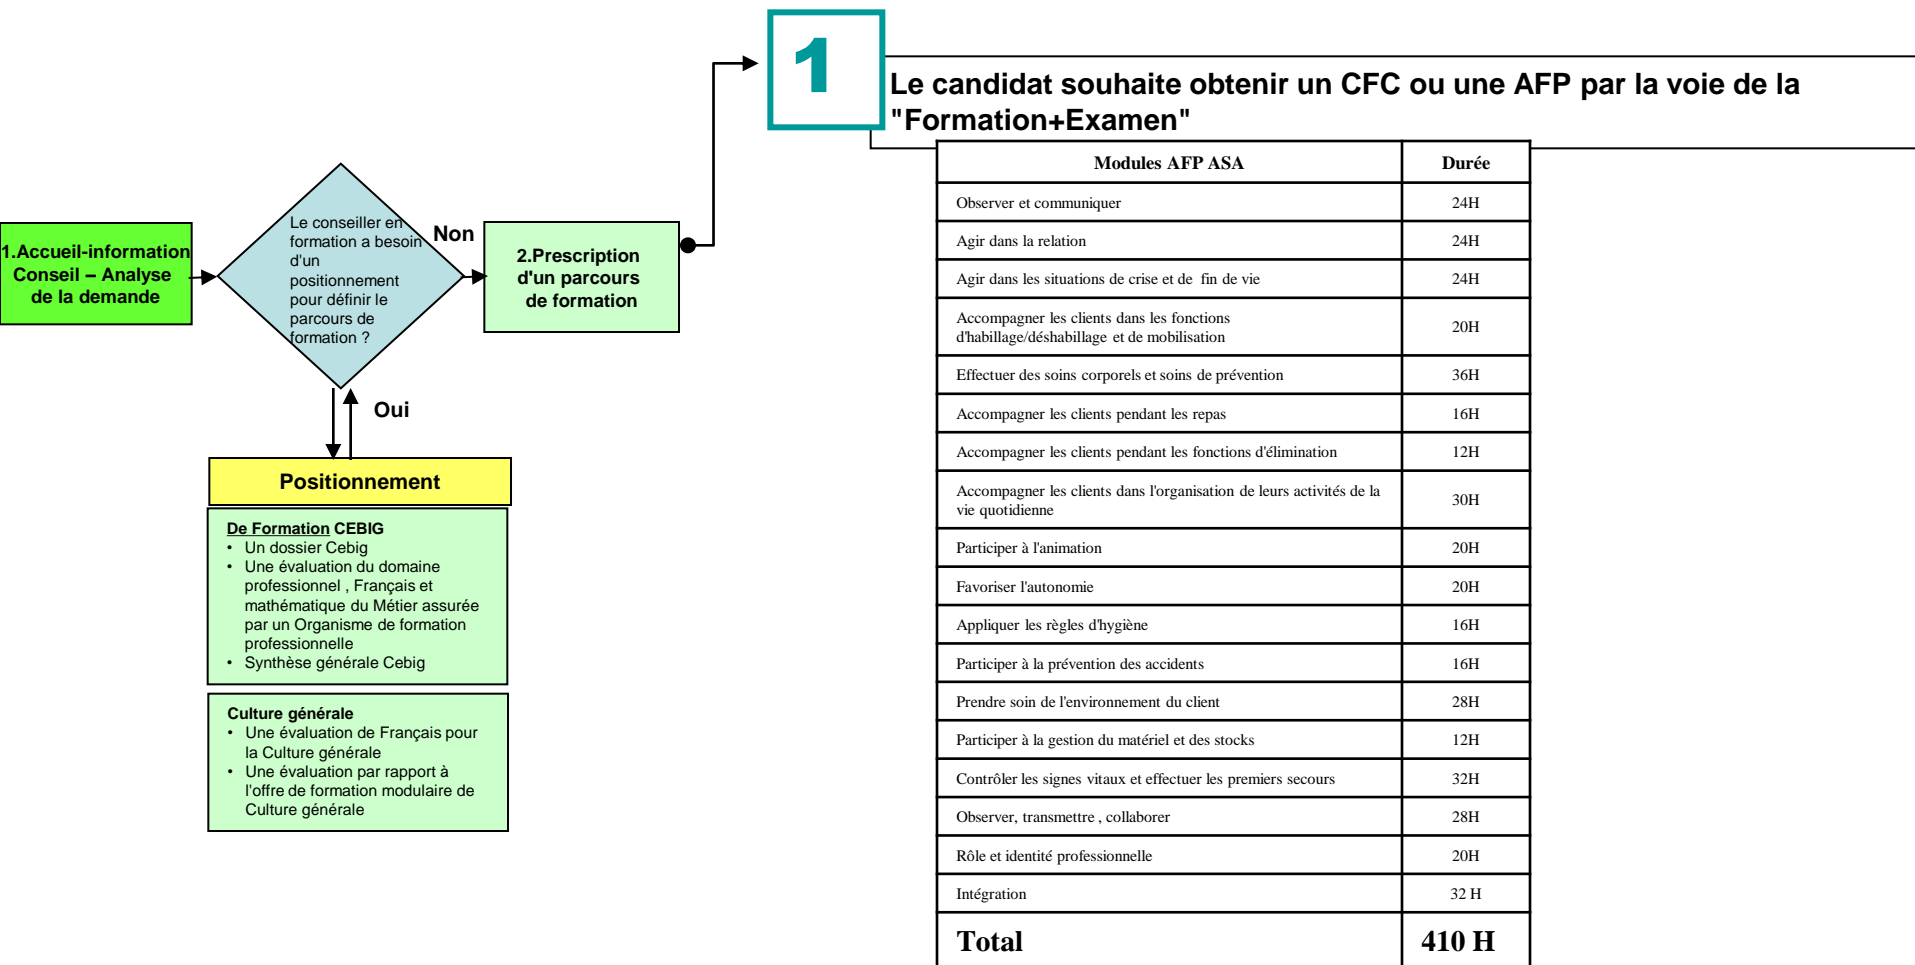 1
Le candidat souhaite obtenir un CFC ou une AFP par la voie de la
"Formation+Examen"
1.Accueil-information
Conseil – Analyse
de la demande
Le conseiller en
formation a besoin
d'un
positionnement
pour définir le
parcours de
formation ?
Non
2.Prescription
d'un parcours
de formation
Oui
Positionnement
De Formation CEBIG
• Un dossier Cebig
• Une évaluation du domaine
professionnel , Français et
mathématique du Métier assurée
par un Organisme de formation
professionnelle
• Synthèse générale Cebig
Culture générale
• Une évaluation de Français pour
la Culture générale
• Une évaluation par rapport à
l'offre de formation modulaire de
Culture générale
Modules AFP ASA Durée
Observer et communiquer 24H
Agir dans la relation 24H
Agir dans les situations de crise et de fin de vie 24H
Accompagner les clients dans les fonctions
d'habillage/déshabillage et de mobilisation 20H
Effectuer des soins corporels et soins de prévention 36H
Accompagner les clients pendant les repas 16H
Accompagner les clients pendant les fonctions d'élimination 12H
Accompagner les clients dans l'organisation de leurs activités de la
vie quotidienne 30H
Participer à l'animation 20H
Favoriser l'autonomie 20H
Appliquer les règles d'hygiène 16H
Participer à la prévention des accidents 16H
Prendre soin de l'environnement du client 28H
Participer à la gestion du matériel et des stocks 12H
Contrôler les signes vitaux et effectuer les premiers secours 32H
Observer, transmettre , collaborer 28H
Rôle et identité professionnelle 20H
Intégration 32 H
Total 410 H